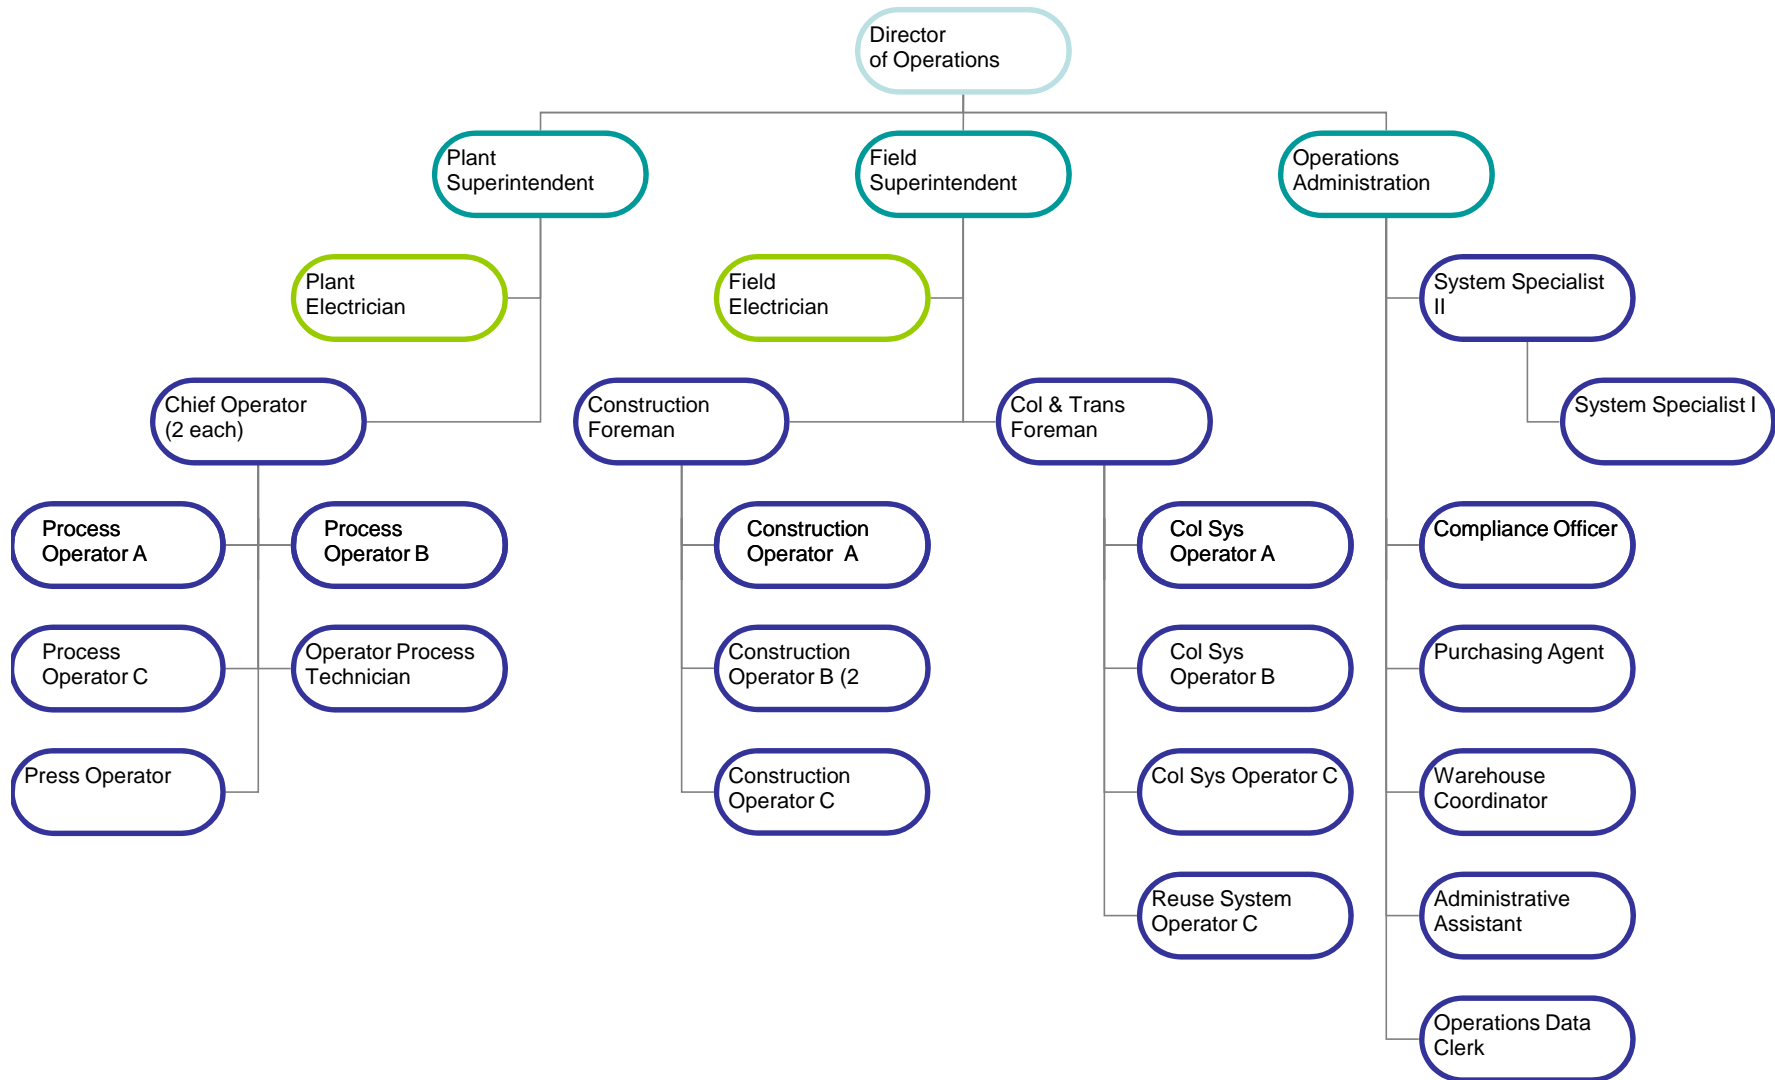 Director
of Operations
Plant
Superintendent
Field
Superintendent
Operations
Administration
Plant
Electrician
Field
Electrician
System Specialist
II
Chief Operator
(2 each)
Construction
Foreman
Col & Trans
Foreman
System Specialist I
Process
Operator A
Process
Operator B
Construction
Operator  A
Col Sys
Operator A
Compliance Officer
Process
Operator C
Operator Process
Technician
Construction
Operator B (2
Col Sys
Operator B
Purchasing Agent
Press Operator
Construction
Operator C
Col Sys Operator C
Warehouse
Coordinator
Reuse System
Operator C
Administrative
Assistant
Operations Data
Clerk